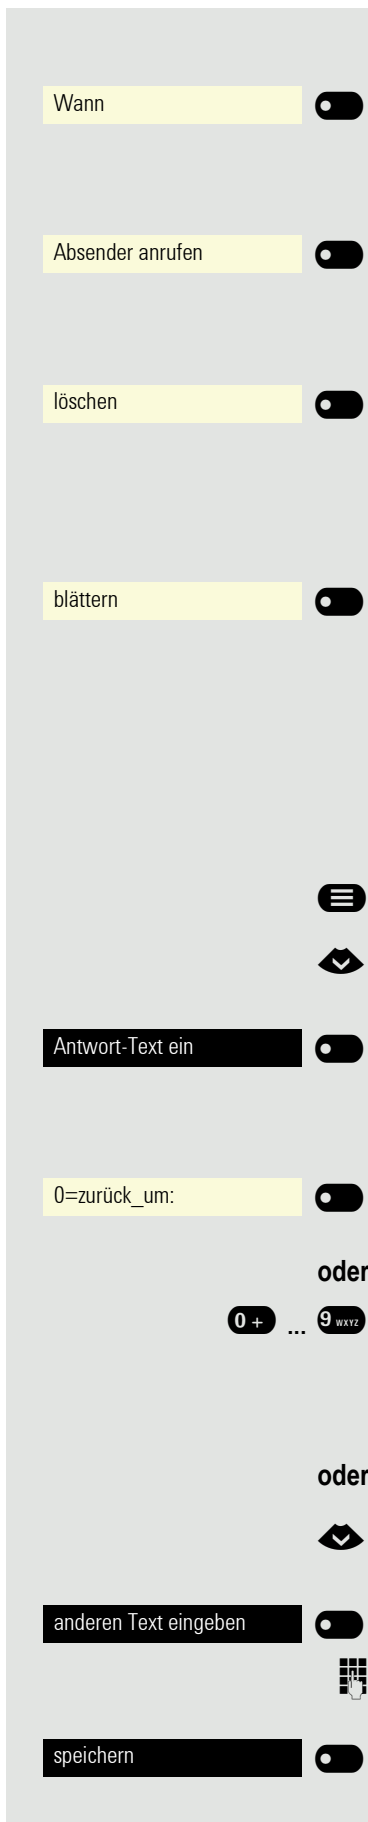 Wann
Absender anrufen
löschen
blättern
Antwort-Text ein
0=zurück_um:
oder
0 + ... 9 WXYZ
oder
anderen Text eingeben
speichern